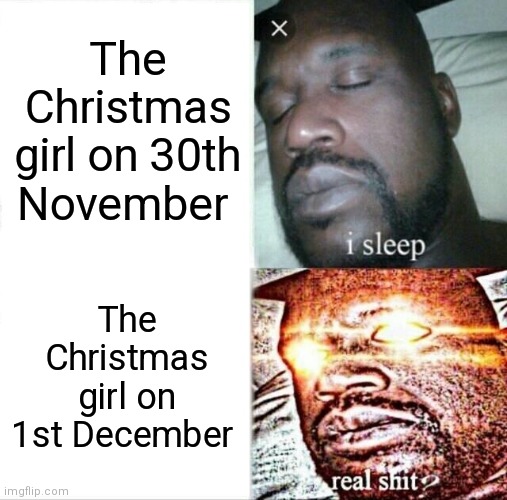 The
Christmas
girl on 30th
November
i sleep
The
Christmas
girl on
1st December
real shit?
imgflip.com